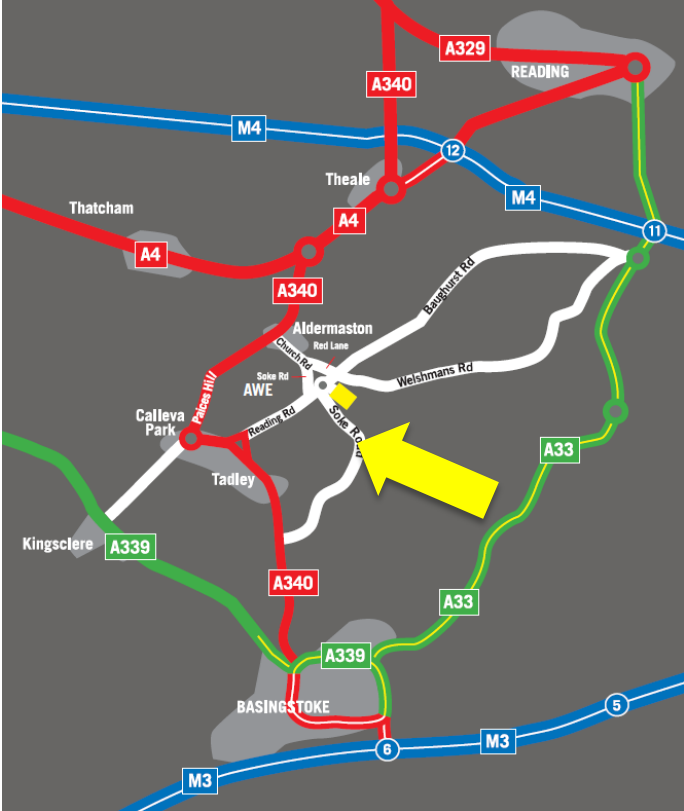 A329
READING
A340
M4
12
Theale
M4
Thatcham
A4
11
A4
A340
Baughurst Rd
Aldermaston
Red Lane
Church Rd
Soke Rd
Welshmans Rd
AWE
Paices Hill
Calleva
Park
Reading Rd
Soke Road
A33
Tadley
Kingsclere
A339
A340
A33
A339
BASINGSTOKE
5
M3
6
M3